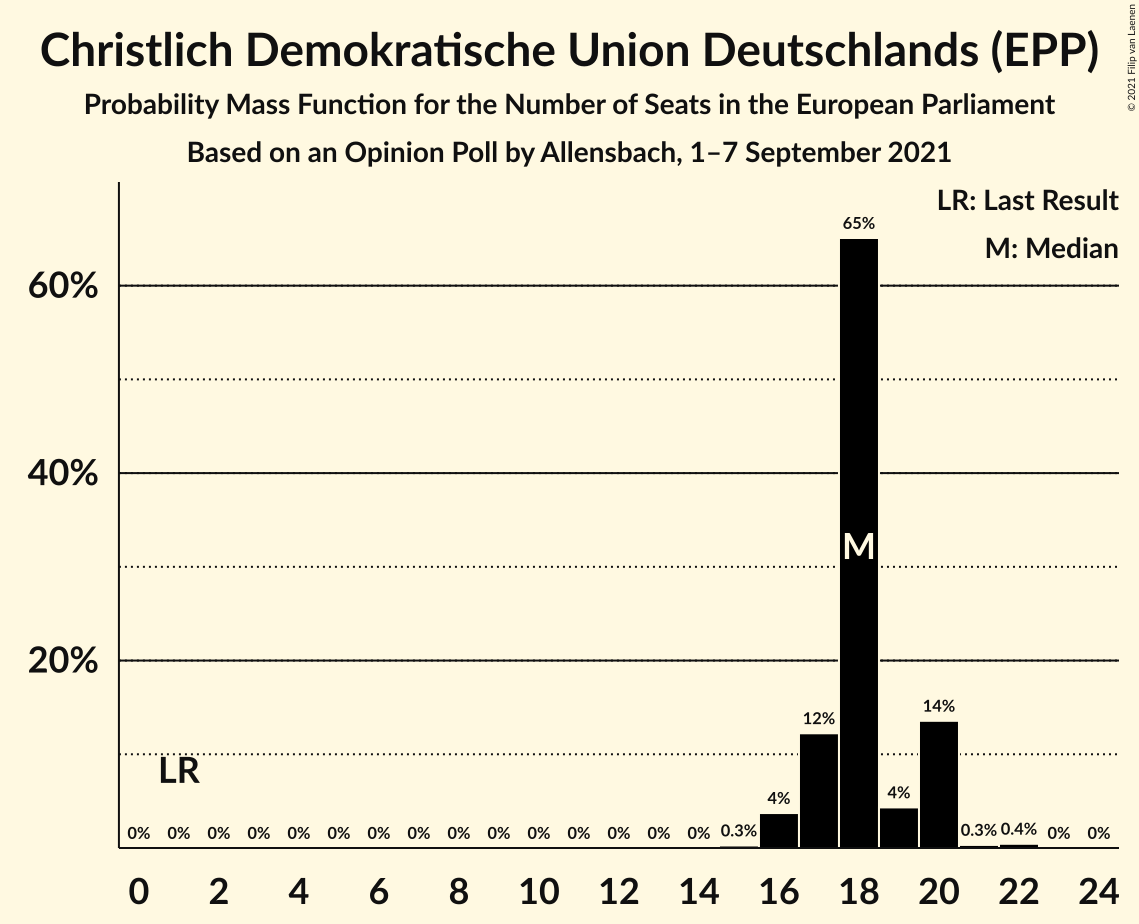 Christlich Demokratische Union Deutschlands (EPP)
Probability Mass Function for the Number of Seats in the European Parliament
Based on an Opinion Poll by Allensbach, 1–7 September 2021
© 2021 Filip van Laenen
LR: Last Result
M: Median
65%
60%
40%
M
20%
14%
12%
LR
4% 4%
0% 0% 0% 0% 0% 0% 0% 0% 0% 0% 0% 0% 0% 0% 0% 0.3% 0.3% 0.4% 0% 0%
0 2 4 6 8 10 12 14 16 18 20 22 24